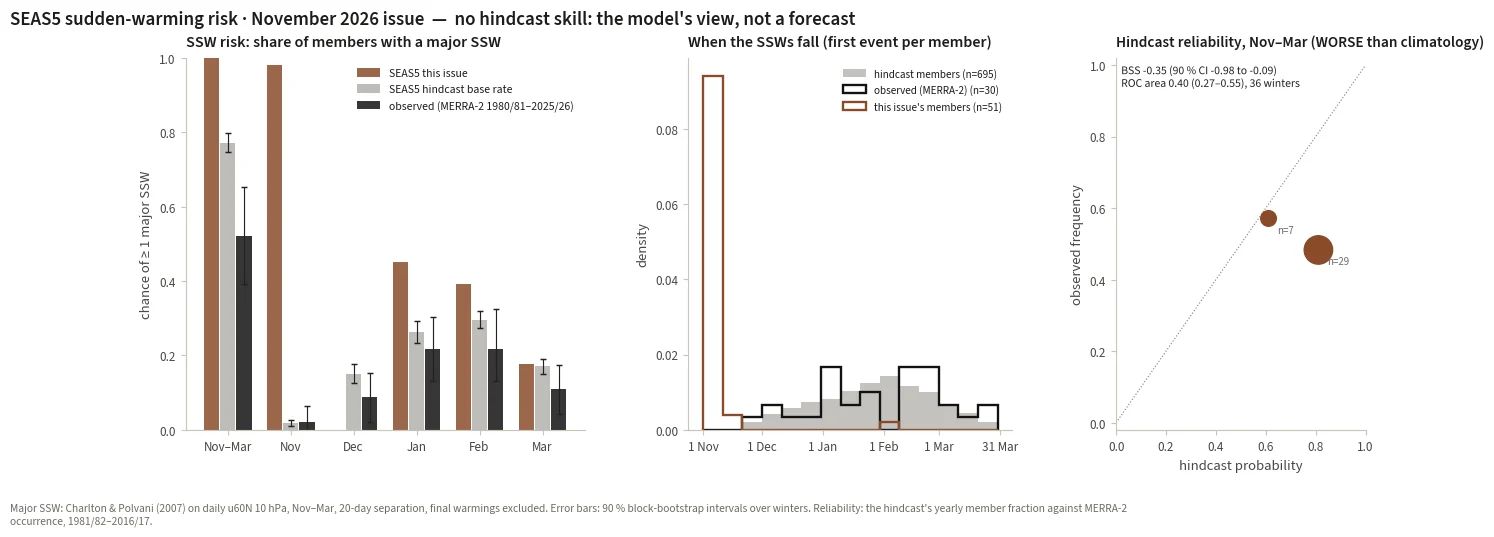 SEAS5 sudden-warming risk · November 2026 issue — no hindcast skill: the model's view, not a forecast
SSW risk: share of members with a major SSW
chance of ≥ 1 major SSW
1.0
0.8
0.6
0.4
0.2
0.0
SEAS5 this issue
SEAS5 hindcast base rate
observed (MERRA-2 1980/81–2025/26)
Nov–Mar Nov Dec Jan Feb Mar
When the SSWs fall (first event per member)
density
0.08
0.06
0.04
0.02
0.00
hindcast members (n=695)
observed (MERRA-2) (n=30)
this issue's members (n=51)
1 Nov 1 Dec 1 Jan 1 Feb 1 Mar 31 Mar
Hindcast reliability, Nov–Mar (WORSE than climatology)
BSS -0.35 (90 % CI -0.98 to -0.09)
ROC area 0.40 (0.27–0.55), 36 winters
observed frequency
1.0
0.8
0.6
0.4
0.2
0.0
n=7
n=29
0.0 0.2 0.4 0.6 0.8 1.0
hindcast probability
Major SSW: Charlton & Polvani (2007) on daily u60N 10 hPa, Nov–Mar, 20-day separation, final warmings excluded. Error bars: 90 % block-bootstrap intervals over winters. Reliability: the hindcast's yearly member fraction against MERRA-2
occurrence, 1981/82–2016/17.